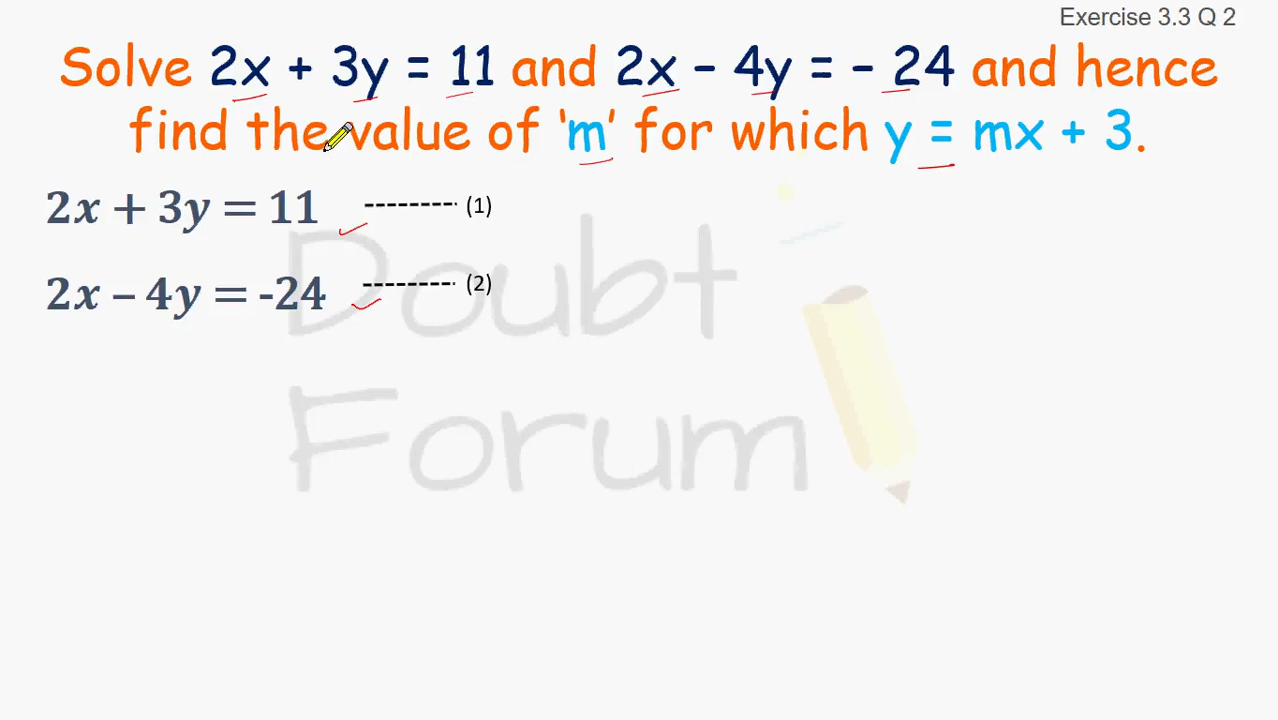 Exercise 3.3 Q 2
Solve 2x + 3y = 11 and 2x – 4y = – 24 and hence
find the value of ‘m’ for which y = mx + 3.
2x + 3y = 11 ---------- (1)
2x – 4y = -24 ---------- (2)
Doubt
Forum